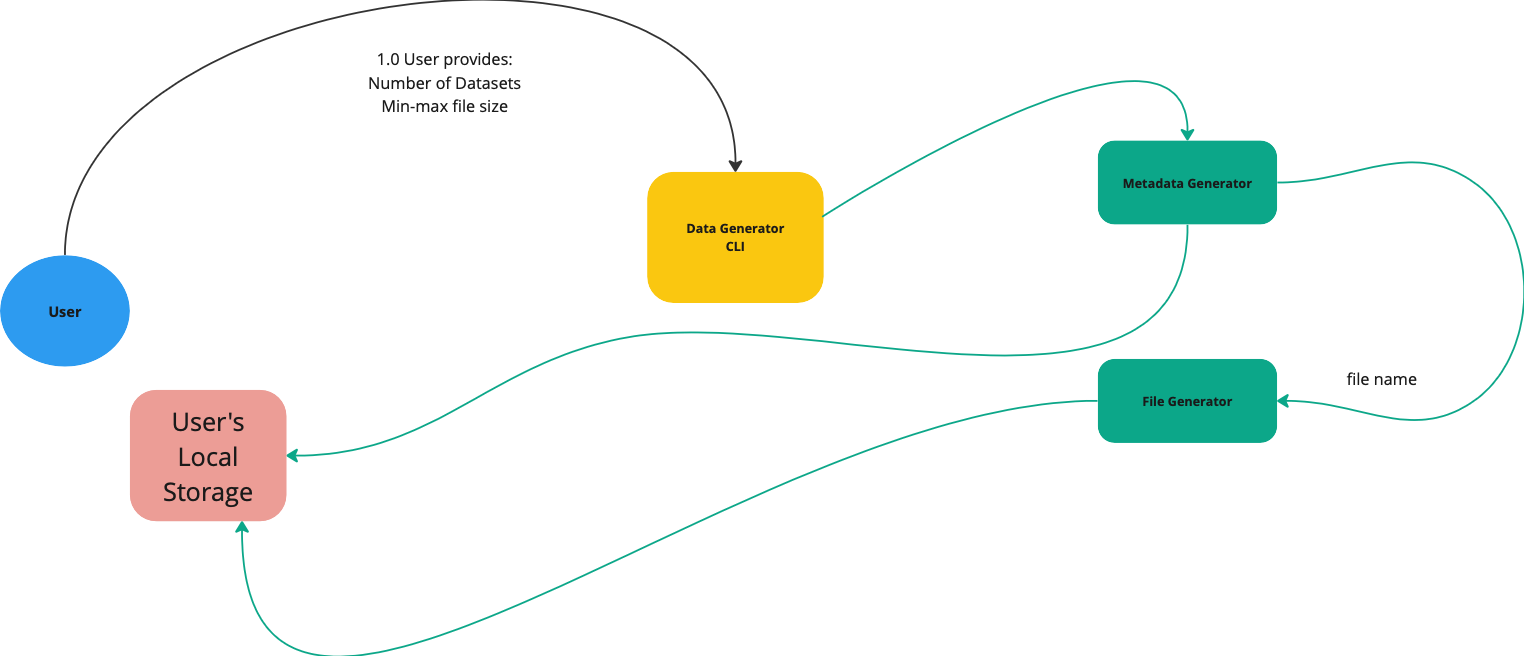 1.0 User provides:
Number of Datasets
Min-max file size
Metadata Generator
Data Generator
CLI
User
file name
File Generator
User's
Local
Storage